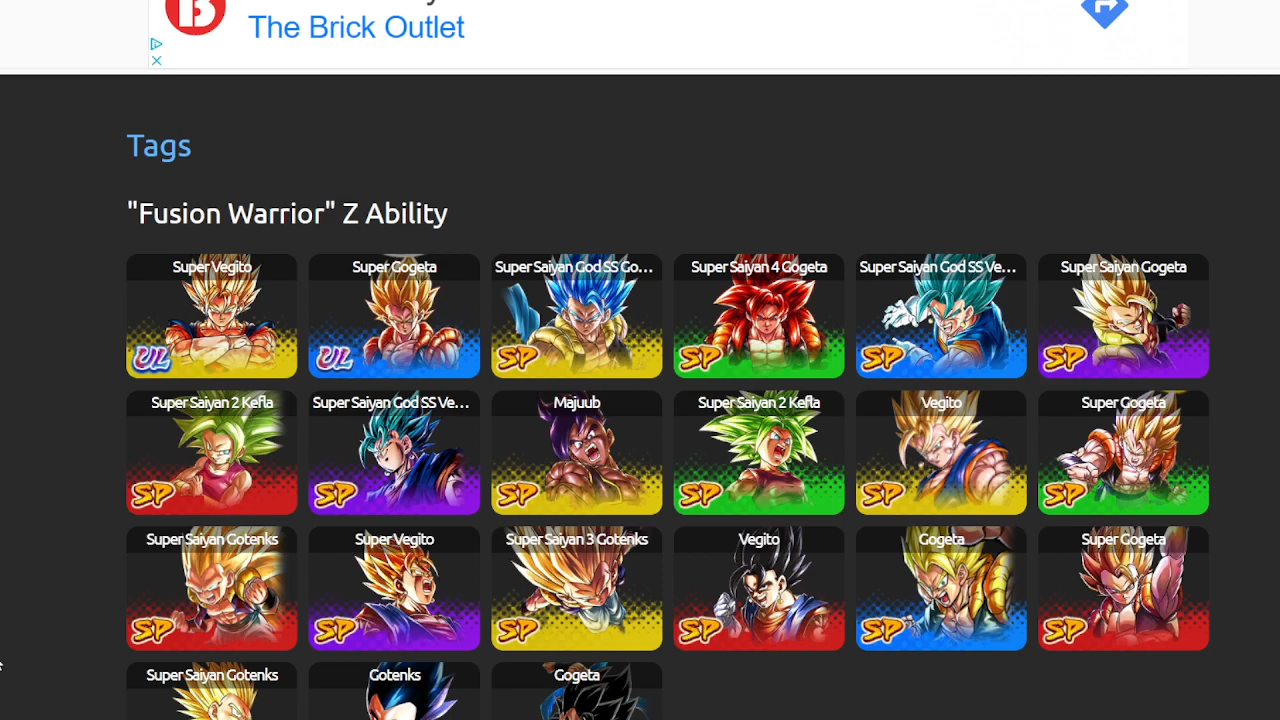 The Brick Outlet
Tags
"Fusion Warrior" Z Ability
Super Vegito
Super Gogeta
Super Saiyan God SS Go...
Super Saiyan 4 Gogeta
Super Saiyan God SS Ve...
Super Saiyan Gogeta
UL
UL
SP
SP
SP
SP
Super Saiyan 2 Kefla
Super Saiyan God SS Ve...
Majuub
Super Saiyan 2 Kefla
Vegito
Super Gogeta
SP
SP
SP
SP
SP
SP
Super Saiyan Gotenks
Super Vegito
Super Saiyan 3 Gotenks
Vegito
Gogeta
Super Gogeta
SP
SP
SP
SP
SP
SP
Super Saiyan Gotenks
Gotenks
Gogeta